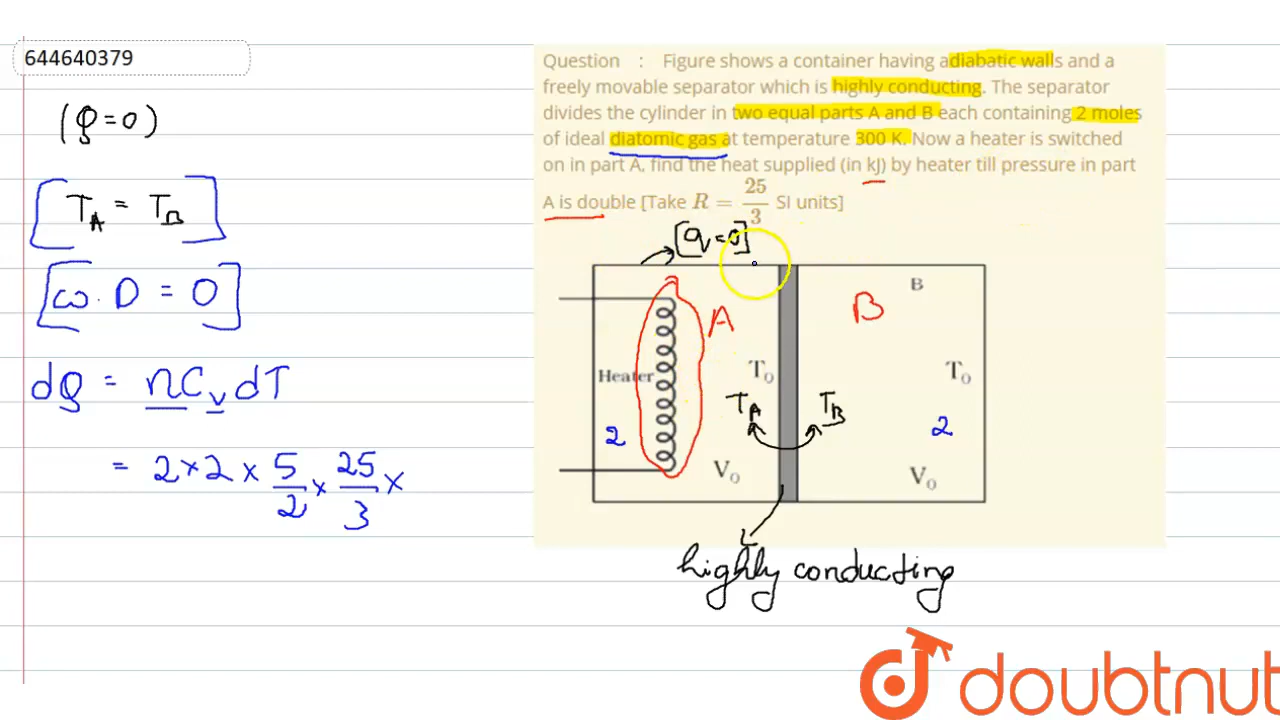 644640379
(Q=0)
[T_A = T_B]
[ω.D = 0]
dQ = nC_v dT
= 2×2× 5/2 × 25/3 ×
Question : Figure shows a container having adiabatic walls and a
freely movable separator which is highly conducting. The separator
divides the cylinder in two equal parts A and B each containing 2 moles
of ideal diatomic gas at temperature 300 K. Now a heater is switched
on in part A, find the heat supplied (in kJ) by heater till pressure in part
A is double [Take R = 25/3 SI units]
[q=0]
B
A
B
Heater
T₀
T₀
T_A
T_B
2
2
V₀
V₀
highly conducting
doubtnut